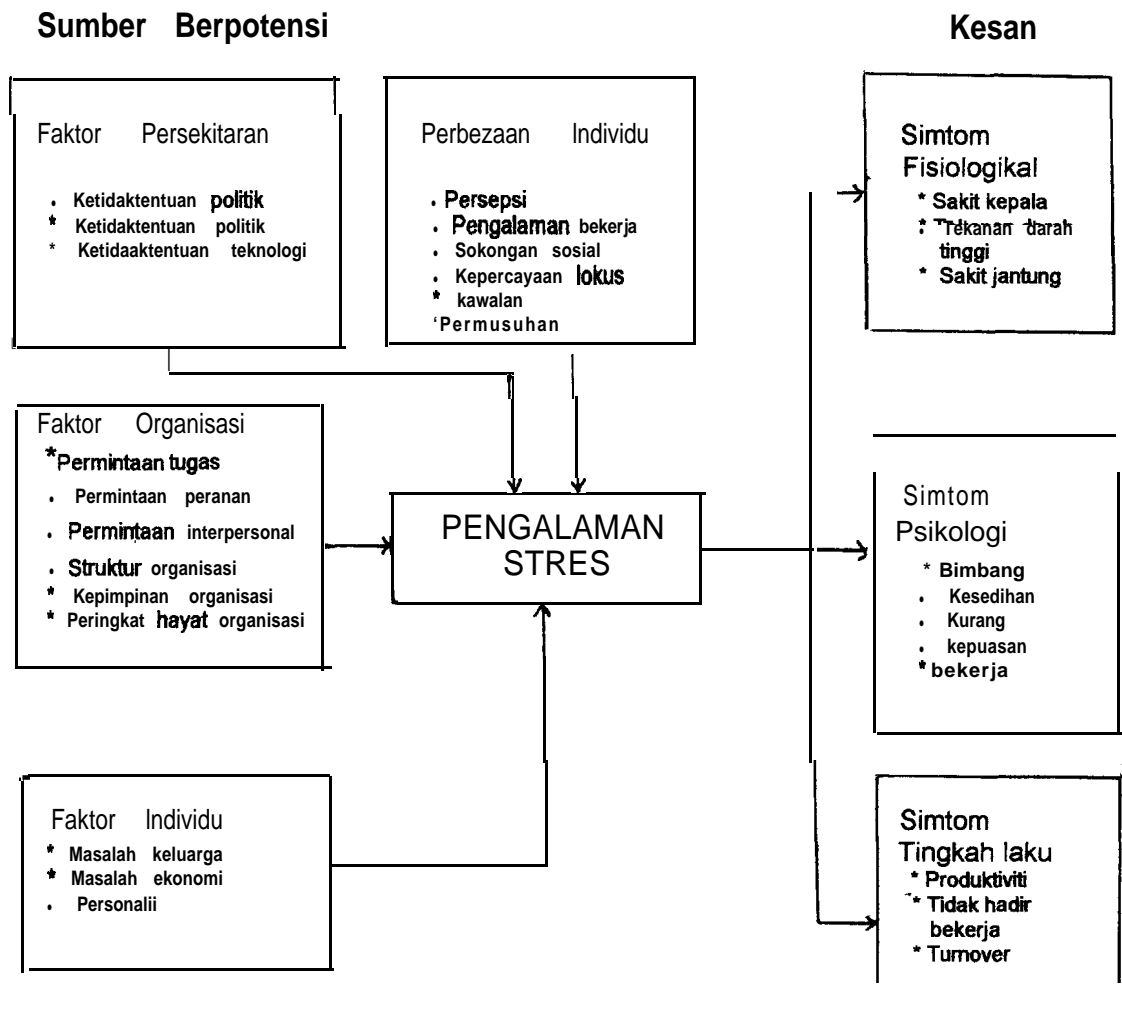 Sumber Berpotensi
Kesan
Faktor Persekitaran
. Ketidaktentuan politik
* Ketidaktentuan politik
* Ketidaaktentuan teknologi
Perbezaan Individu
. Persepsi
. Pengalaman bekerja
. Sokongan sosial
. Kepercayaan lokus
* kawalan
‘Permusuhan
Simtom
Fisiologikal
* Sakit kepala
* Tekanan darah
tinggi
* Sakit jantung
Faktor Organisasi
*Permintaan tugas
. Permintaan peranan
. Permintaan interpersonal
. Struktur organisasi
* Kepimpinan organisasi
* Peringkat hayat organisasi
PENGALAMAN
STRES
Simtom
Psikologi
* Bimbang
. Kesedihan
. Kurang
. kepuasan
* bekerja
Faktor Individu
* Masalah keluarga
* Masalah ekonomi
. Personalii
Simtom
Tingkah laku
* Produktiviti
* Tidak hadir
bekerja
* Turnover